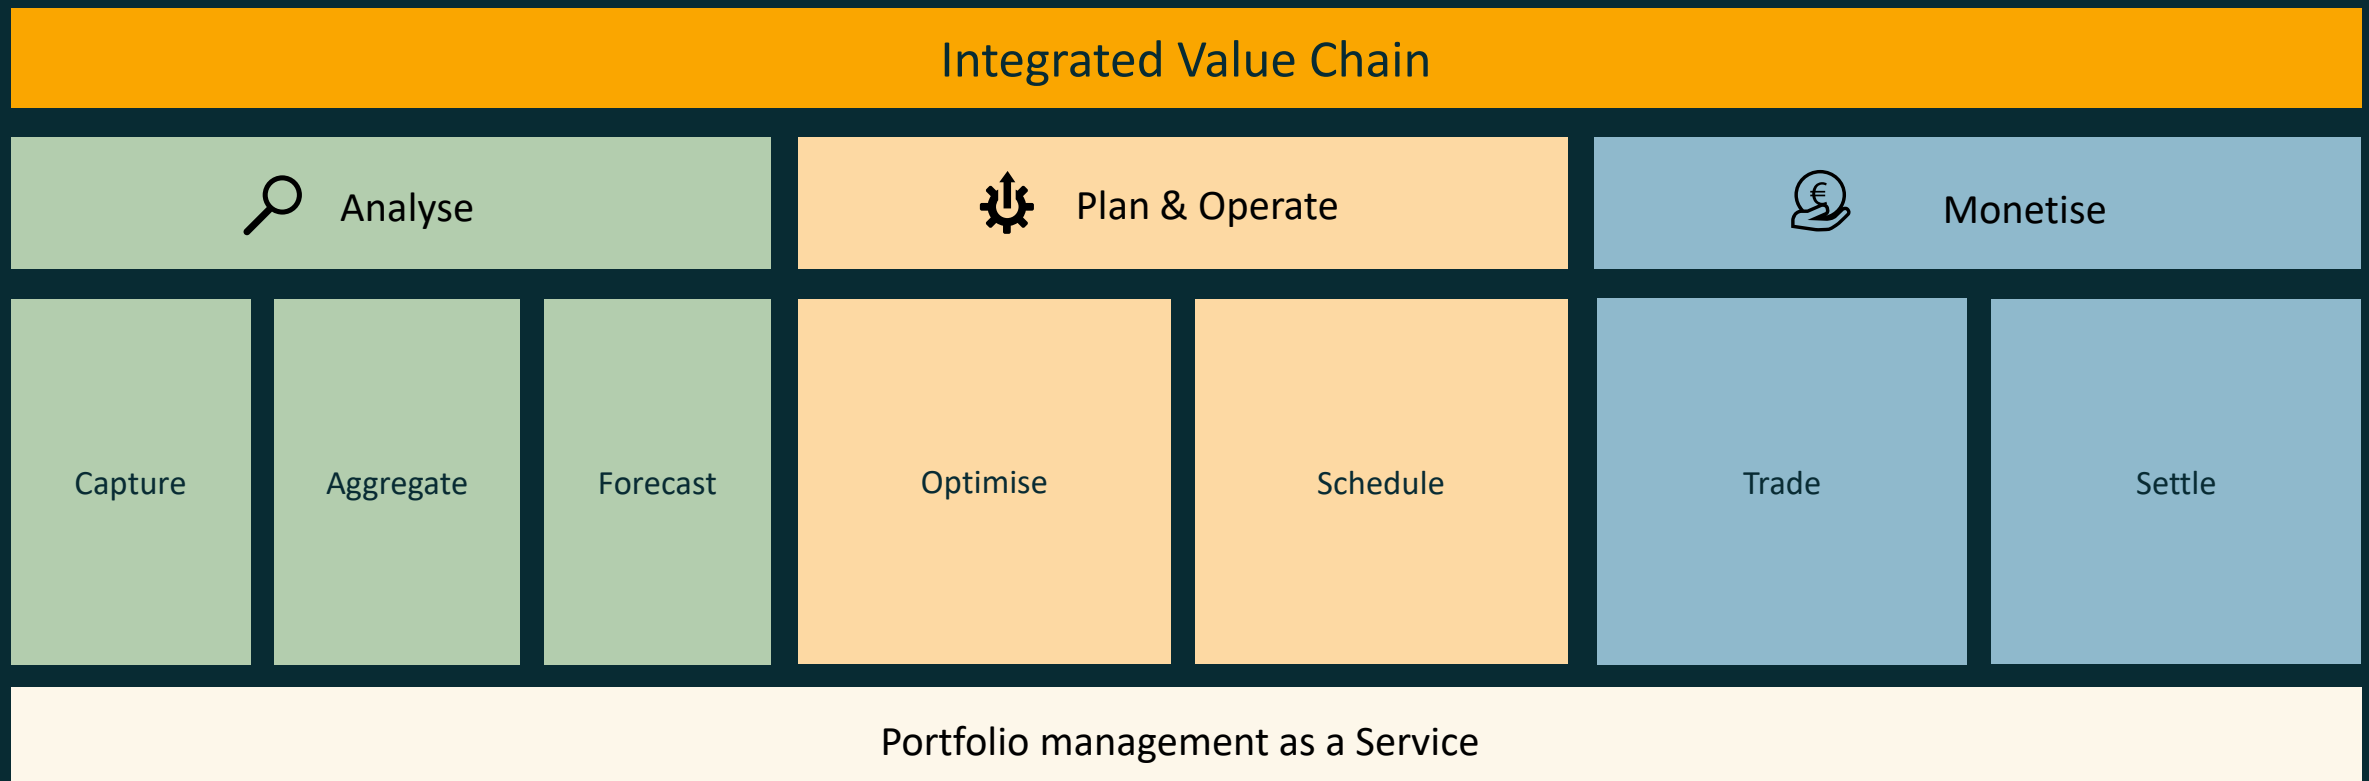 Integrated Value Chain
Analyse
Plan & Operate
€
Monetise
Capture
Aggregate
Forecast
Optimise
Schedule
Trade
Settle
Portfolio management as a Service